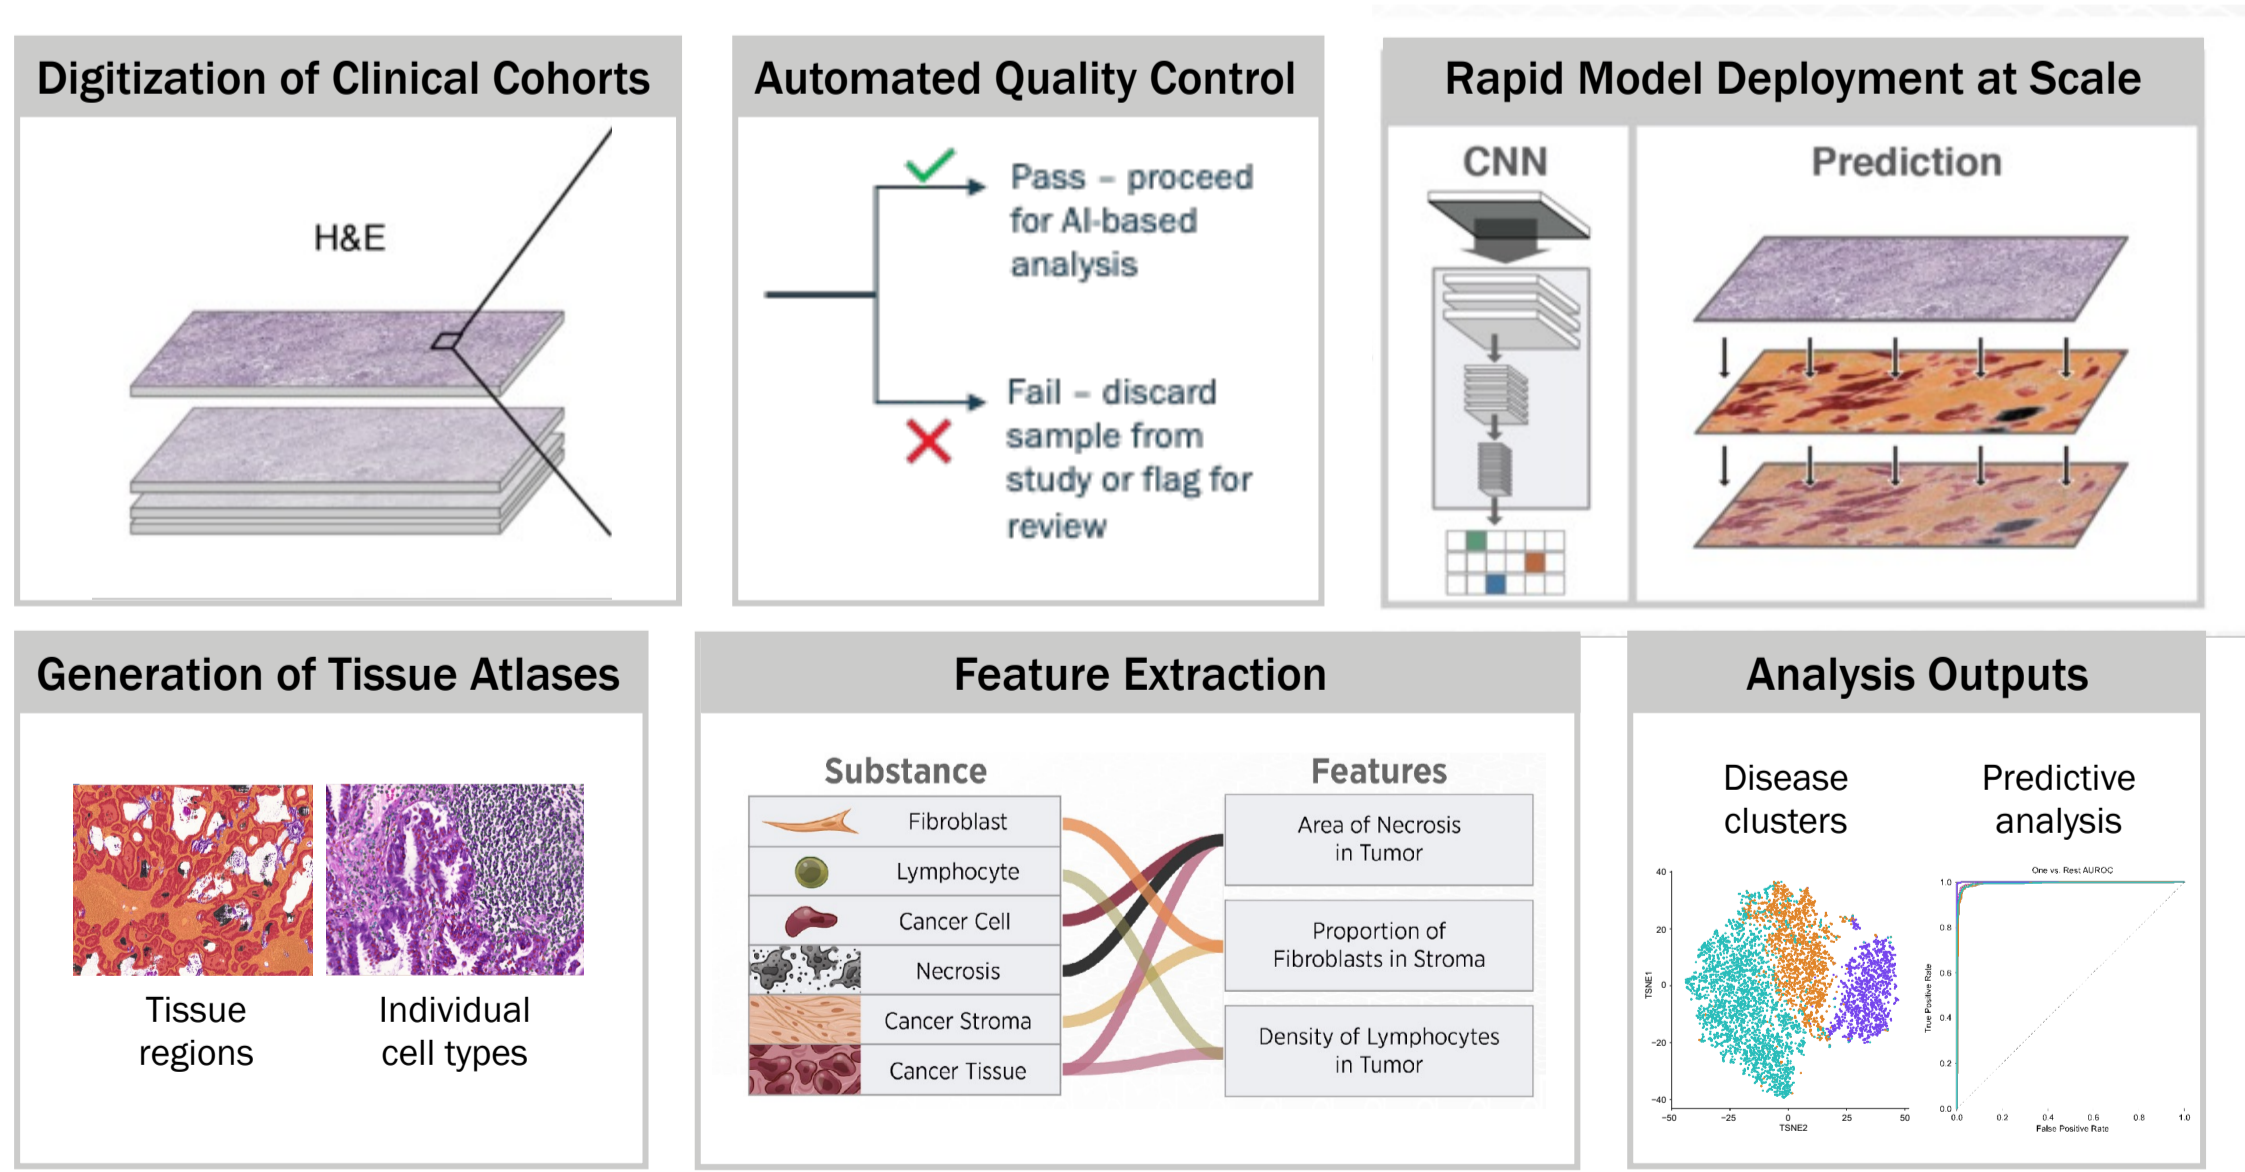 Digitization of Clinical Cohorts
H&E
Automated Quality Control
Pass – proceed
for AI-based
analysis
Fail – discard
sample from
study or flag for
review
Rapid Model Deployment at Scale
CNN
Prediction
Generation of Tissue Atlases
Tissue
regions
Individual
cell types
Feature Extraction
Substance
Fibroblast
Lymphocyte
Cancer Cell
Necrosis
Cancer Stroma
Cancer Tissue
Features
Area of Necrosis
in Tumor
Proportion of
Fibroblasts in Stroma
Density of Lymphocytes
in Tumor
Analysis Outputs
Disease
clusters
40
20
0
−20
−40
TSNE1
−50
−25
0
25
50
TSNE2
Predictive
analysis
One vs. Rest AUROC
1.0
0.8
0.6
0.4
0.2
0.0
True Positive Rate
0.0
0.2
0.4
0.6
0.8
1.0
False Positive Rate